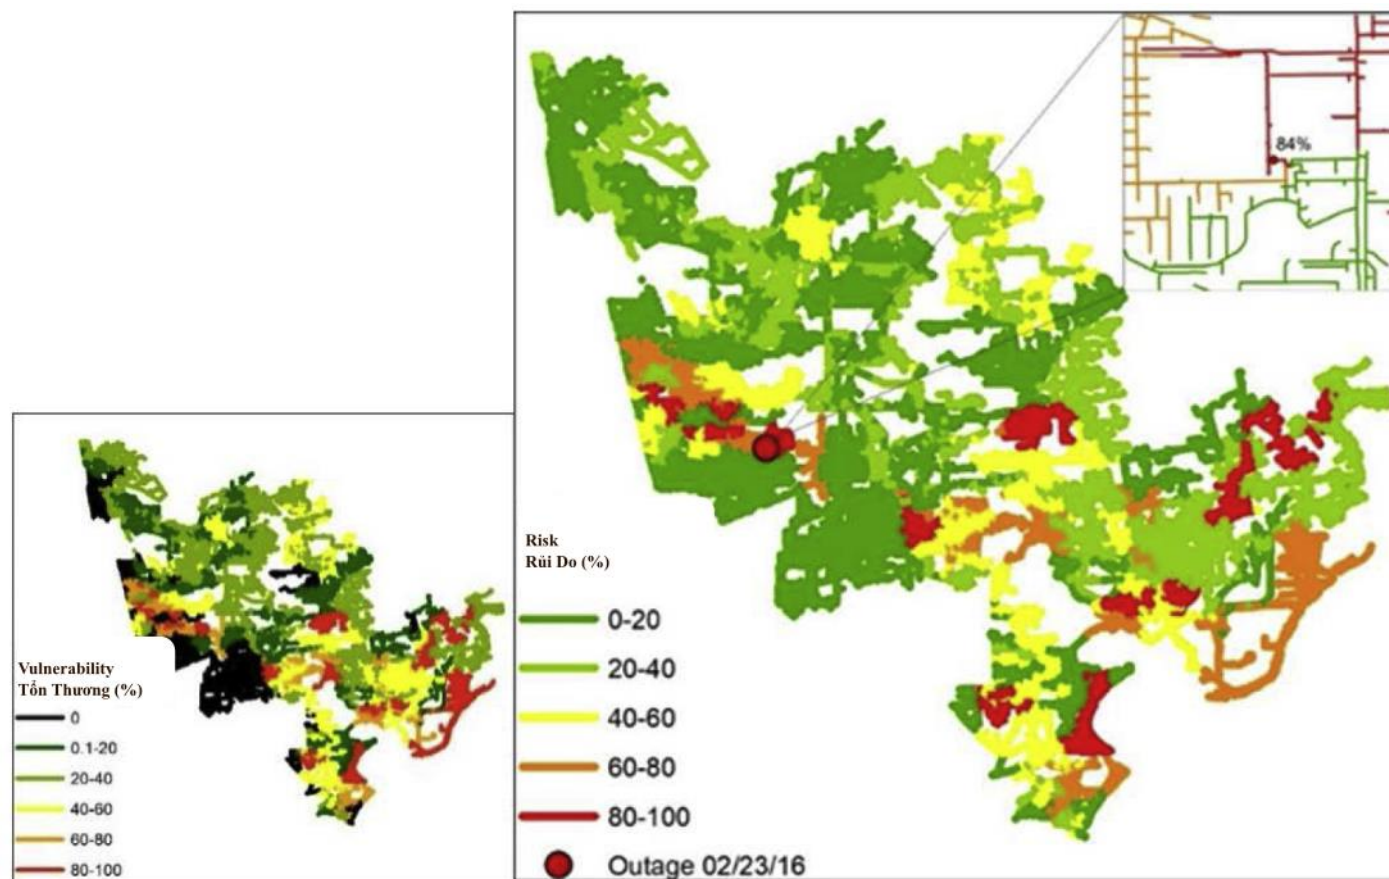 84%
Risk
Rủi Do (%)
0-20
20-40
40-60
60-80
80-100
Outage 02/23/16
Vulnerability
Tổn Thương (%)
0
0.1-20
20-40
40-60
60-80
80-100